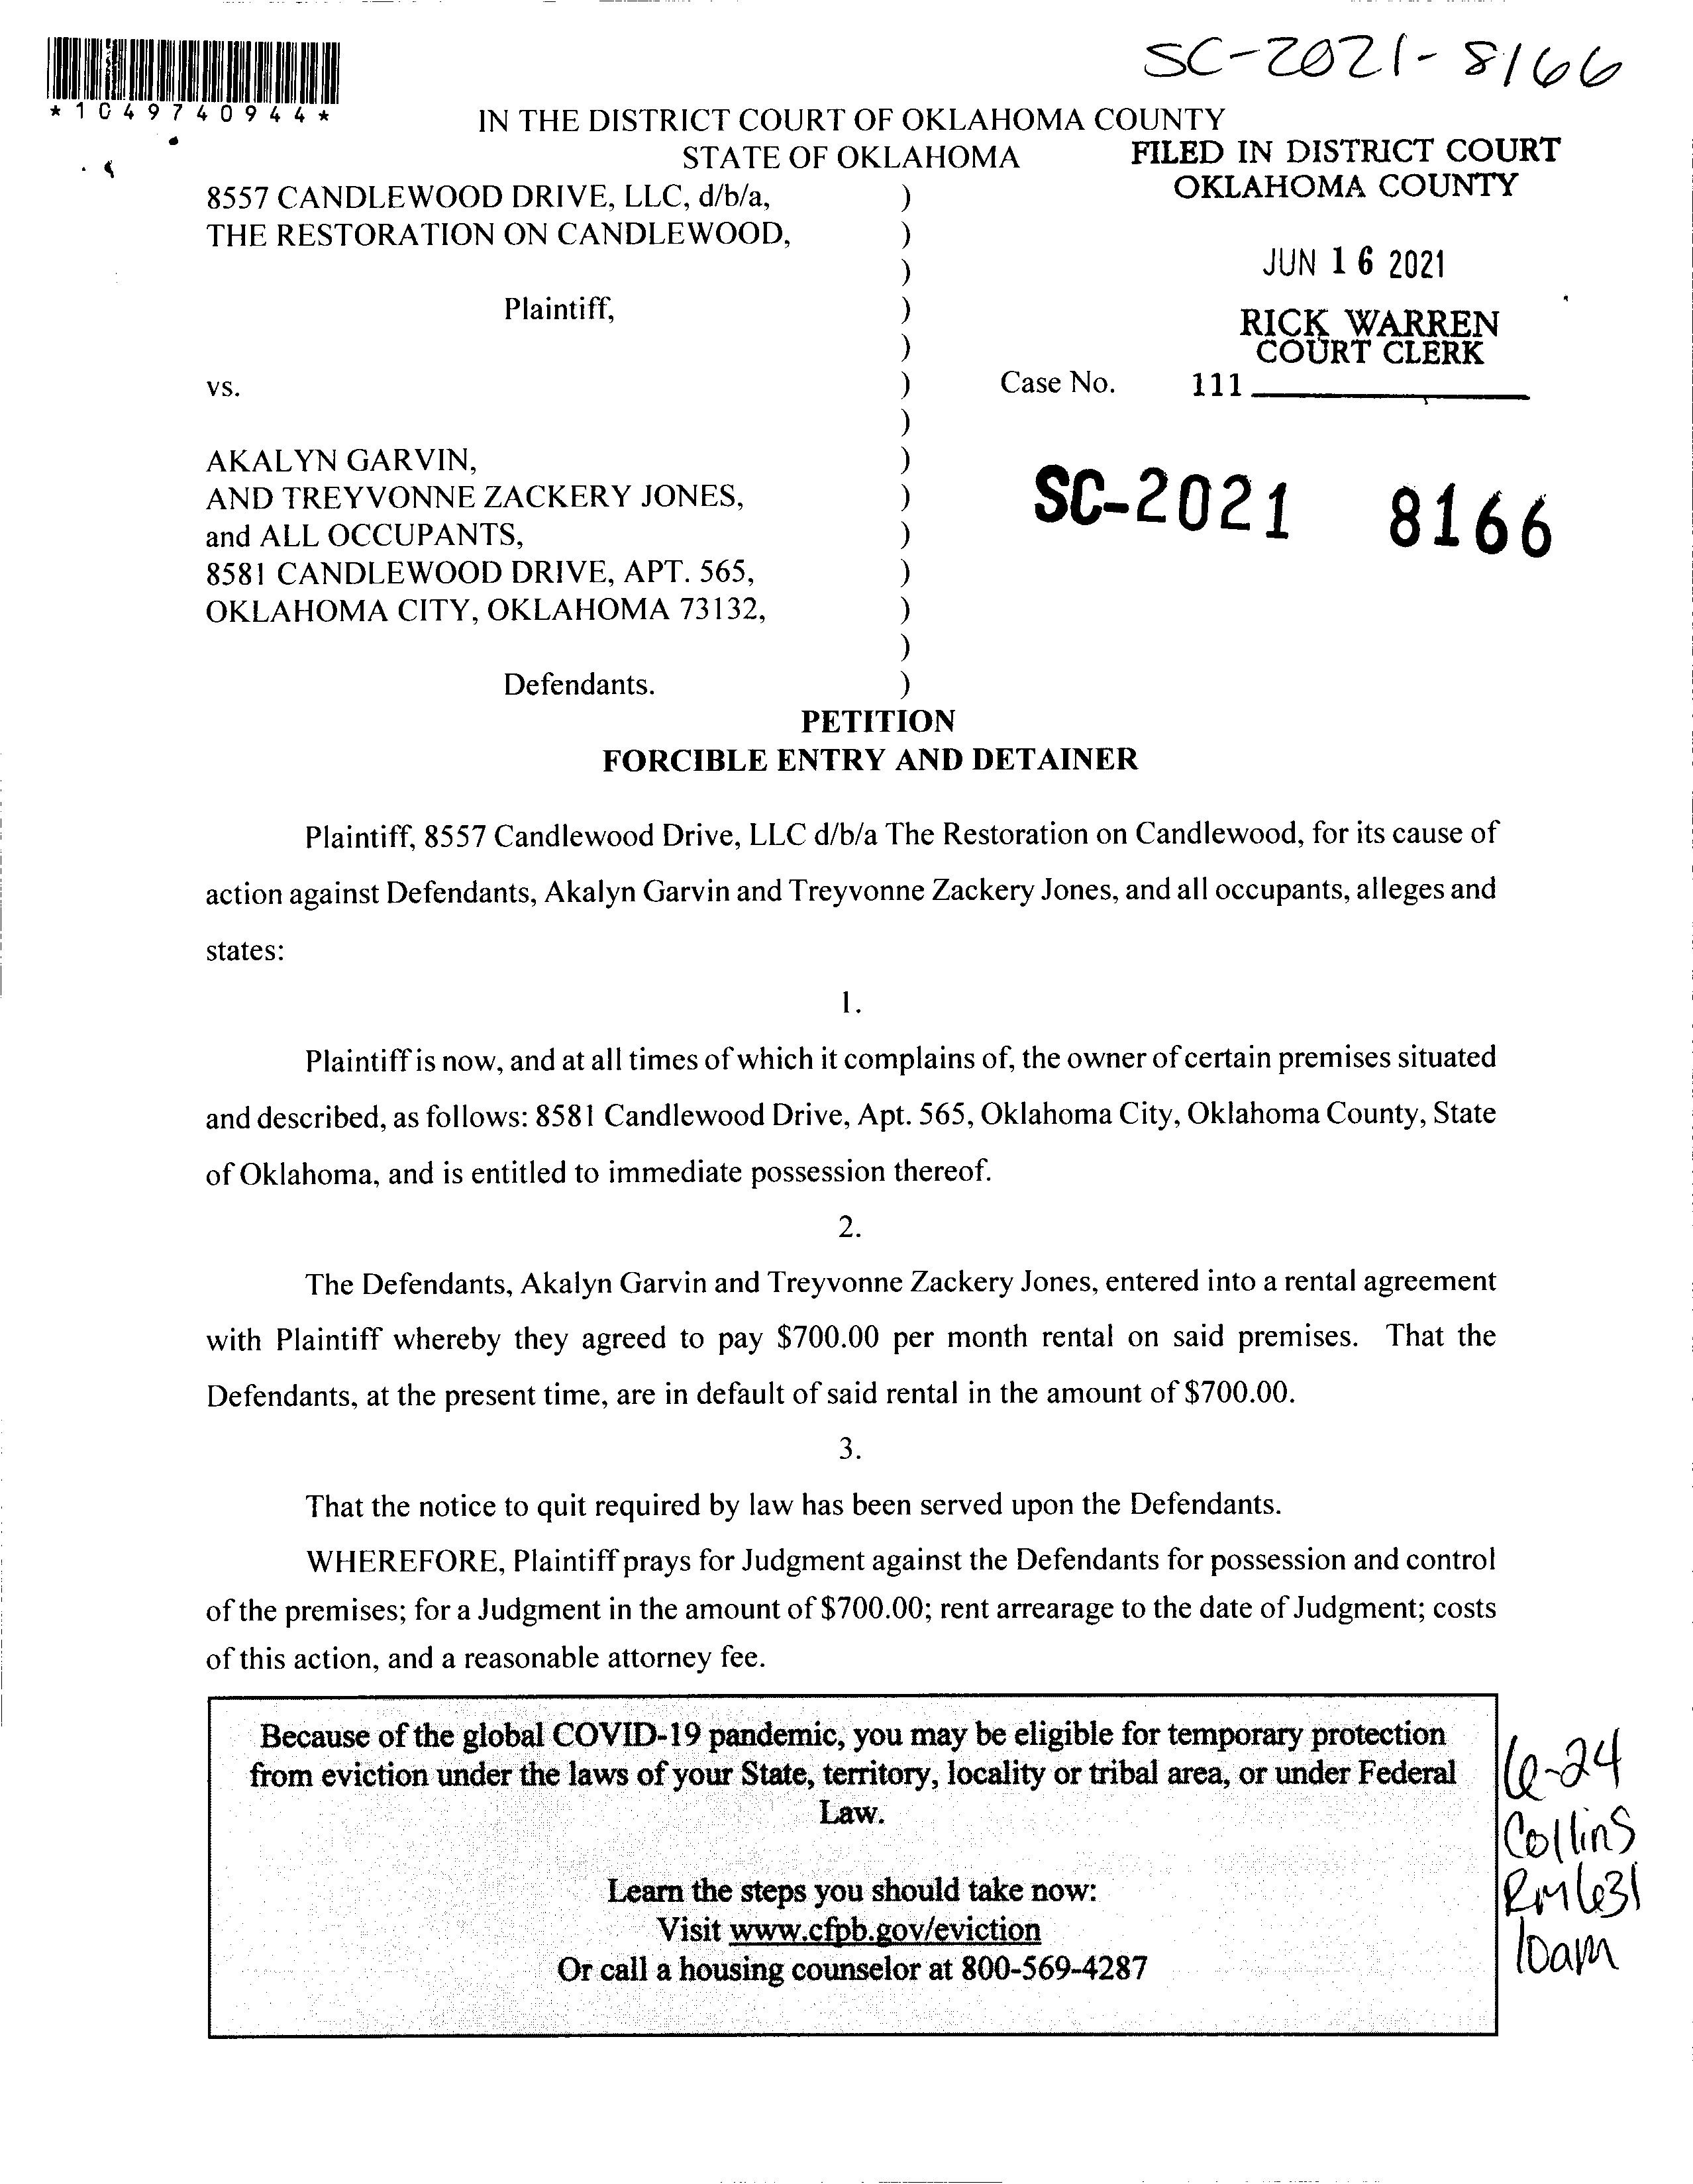 SC-2021-8166
*1049740944*
IN THE DISTRICT COURT OF OKLAHOMA COUNTY
STATE OF OKLAHOMA
FILED IN DISTRICT COURT
OKLAHOMA COUNTY
JUN 16 2021
RICK WARREN
COURT CLERK
111
8557 CANDLEWOOD DRIVE, LLC, d/b/a, )
THE RESTORATION ON CANDLEWOOD, )
)
Plaintiff, )
)
vs. ) Case No.
)
AKALYN GARVIN, )
AND TREYVONNE ZACKERY JONES, )
and ALL OCCUPANTS, )
8581 CANDLEWOOD DRIVE, APT. 565, )
OKLAHOMA CITY, OKLAHOMA 73132, )
)
Defendants. )
SC-2021 8166
PETITION
FORCIBLE ENTRY AND DETAINER
Plaintiff, 8557 Candlewood Drive, LLC d/b/a The Restoration on Candlewood, for its cause of
action against Defendants, Akalyn Garvin and Treyvonne Zackery Jones, and all occupants, alleges and
states:
1.
Plaintiff is now, and at all times of which it complains of, the owner of certain premises situated
and described, as follows: 8581 Candlewood Drive, Apt. 565, Oklahoma City, Oklahoma County, State
of Oklahoma, and is entitled to immediate possession thereof.
2.
The Defendants, Akalyn Garvin and Treyvonne Zackery Jones, entered into a rental agreement
with Plaintiff whereby they agreed to pay $700.00 per month rental on said premises. That the
Defendants, at the present time, are in default of said rental in the amount of $700.00.
3.
That the notice to quit required by law has been served upon the Defendants.
WHEREFORE, Plaintiff prays for Judgment against the Defendants for possession and control
of the premises; for a Judgment in the amount of $700.00; rent arrearage to the date of Judgment; costs
of this action, and a reasonable attorney fee.
Because of the global COVID-19 pandemic, you may be eligible for temporary protection
from eviction under the laws of your State, territory, locality or tribal area, or under Federal
Law.
Learn the steps you should take now:
Visit www.cfpb.gov/eviction
Or call a housing counselor at 800-569-4287
6-24
Collins
Rm 631
10am